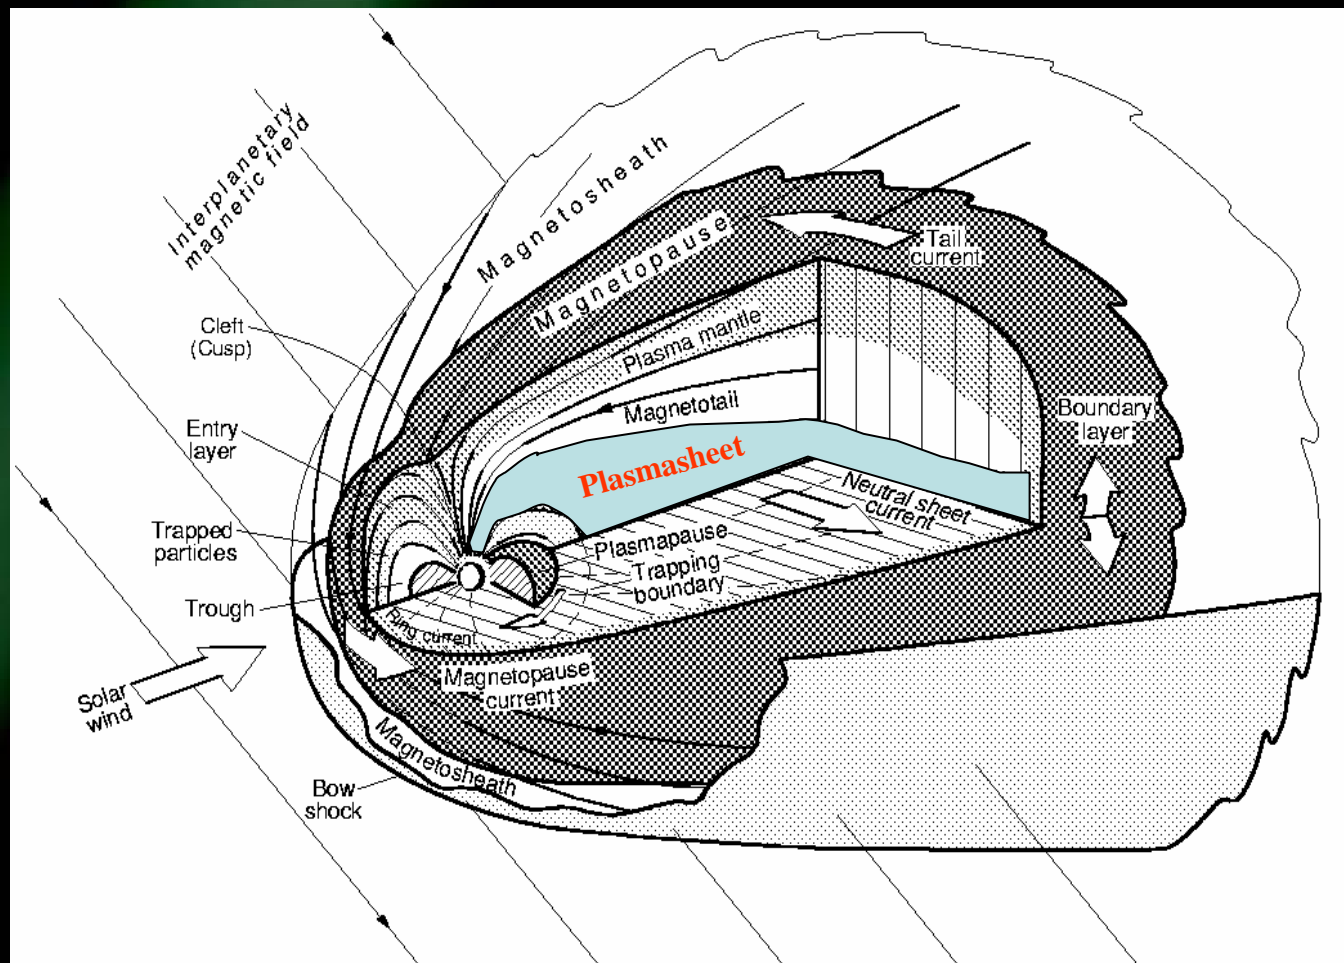 Interplanetary
magnetic field
Magnetosheath
Magnetopause
Tail
current
Cleft
(Cusp)
Plasma mantle
Magnetotail
Boundary
layer
Entry
layer
Plasmasheet
Neutral sheet
current
Trapped
particles
Plasmapause
Trapping
boundary
Trough
Ring current
Magnetopause
current
Solar
wind
Magnetosheath
Bow
shock